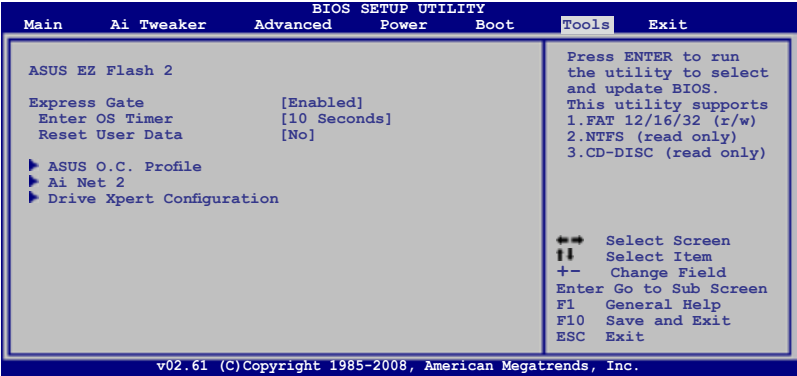 BIOS SETUP UTILITY
Main Ai Tweaker Advanced Power Boot Tools Exit
ASUS EZ Flash 2
Express Gate [Enabled]
Enter OS Timer [10 Seconds]
Reset User Data [No]
ASUS O.C. Profile
Ai Net 2
Drive Xpert Configuration
Press ENTER to run
the utility to select
and update BIOS.
This utility supports
1.FAT 12/16/32 (r/w)
2.NTFS (read only)
3.CD-DISC (read only)
←→ Select Screen
↑↓ Select Item
+- Change Field
Enter Go to Sub Screen
F1 General Help
F10 Save and Exit
ESC Exit
v02.61 (C)Copyright 1985-2008, American Megatrends, Inc.